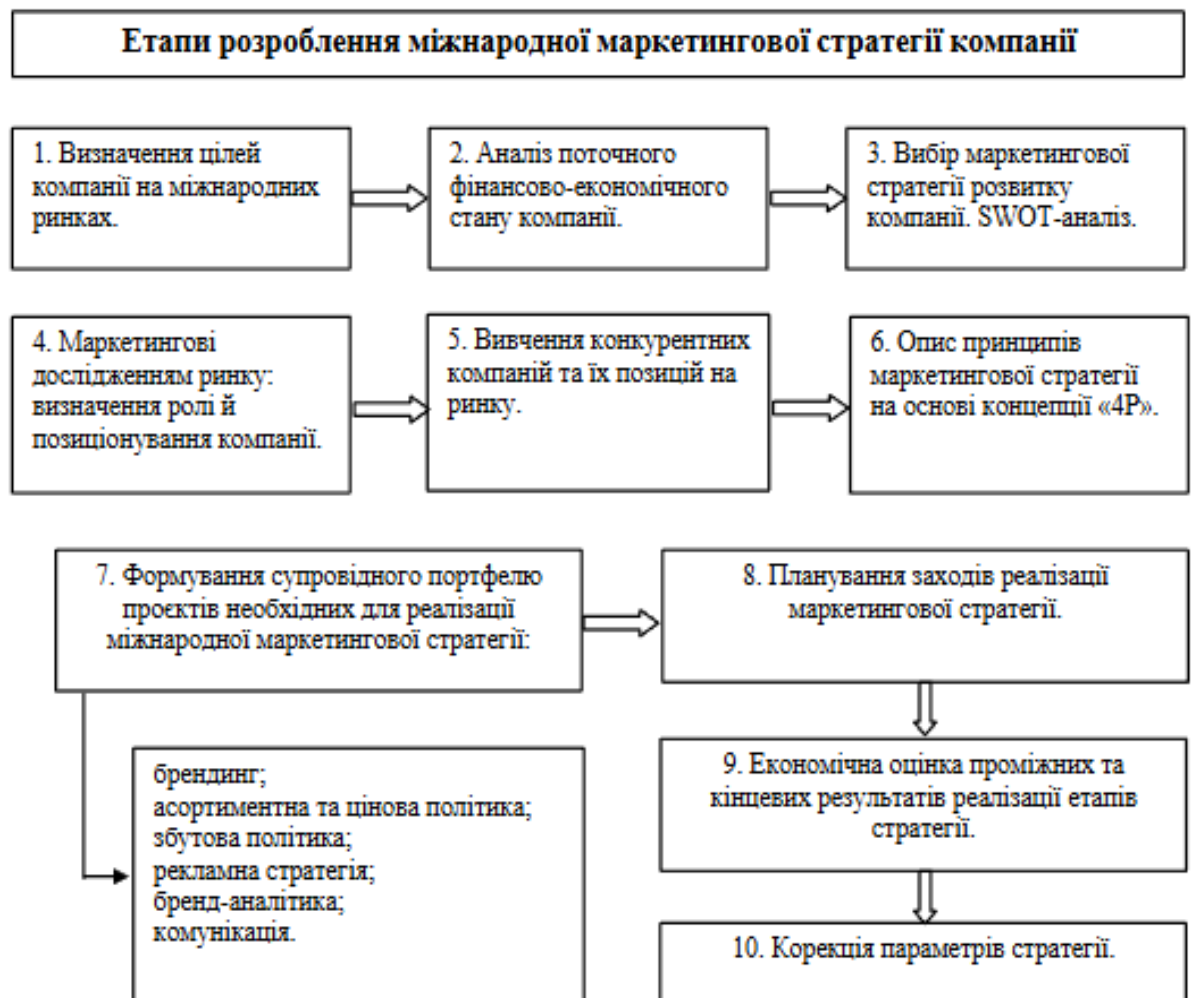 Етапи розроблення міжнародної маркетингової стратегії компанії
1. Визначення цілей
компанії на міжнародних
ринках.
2. Аналіз поточного
фінансово-економічного
стану компанії.
3. Вибір маркетингової
стратегії розвитку
компанії. SWOT-аналіз.
4. Маркетингові
дослідженням ринку:
визначення ролі й
позиціонування компанії.
5. Вивчення конкурентних
компаній та їх позицій на
ринку.
6. Опис принципів
маркетингової стратегії
на основі концепції «4Р».
7. Формування супровідного портфелю
проєктів необхідних для реалізації
міжнародної маркетингової стратегії:
8. Планування заходів реалізації
маркетингової стратегії.
брендинг;
асортиментна та цінова політика;
збутова політика;
рекламна стратегія;
бренд-аналітика;
комунікація.
9. Економічна оцінка проміжних та
кінцевих результатів реалізації етапів
стратегії.
10. Корекція параметрів стратегії.